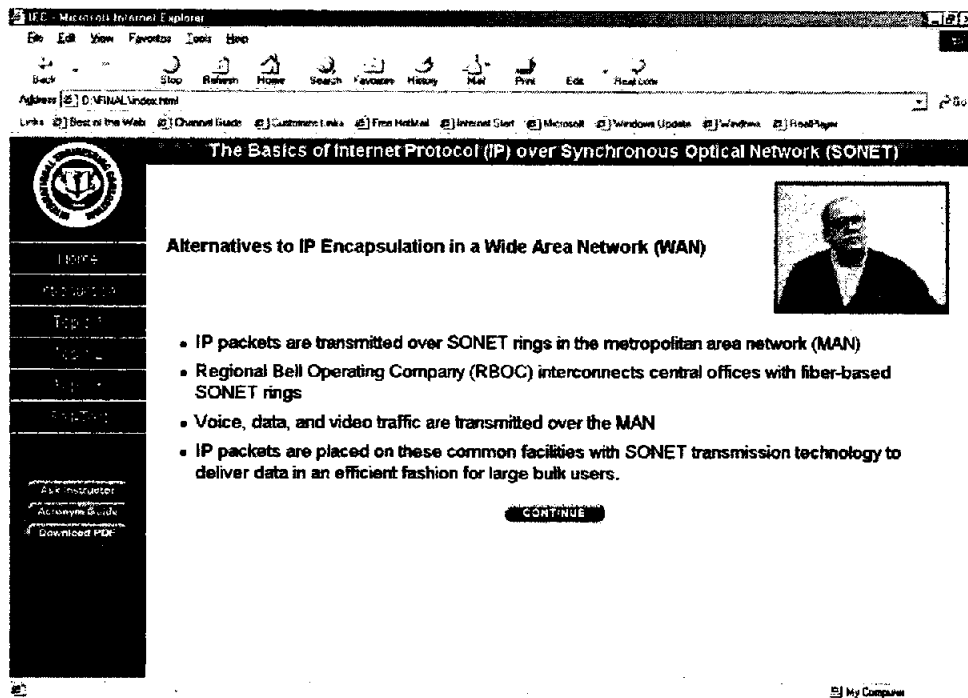 IEC - Microsoft Internet Explorer
File Edit View Favorites Tools Help
Back Stop Refresh Home Search Favorites History Mail Print Edit
Address D:\FINAL\index.html Go
Links Best of the Web Channel Guide Customize Links Free HotMail Internet Start Microsoft Windows Update Windows RealPlayer
The Basics of Internet Protocol (IP) over Synchronous Optical Network (SONET)
Alternatives to IP Encapsulation in a Wide Area Network (WAN)
Home
Topic 1
Topic 2
• IP packets are transmitted over SONET rings in the metropolitan area network (MAN)
• Regional Bell Operating Company (RBOC) interconnects central offices with fiber-based
SONET rings
• Voice, data, and video traffic are transmitted over the MAN
• IP packets are placed on these common facilities with SONET transmission technology to
deliver data in an efficient fashion for large bulk users.
CONTINUE
Ask Instructor
Acronym Guide
Download PDF
My Computer